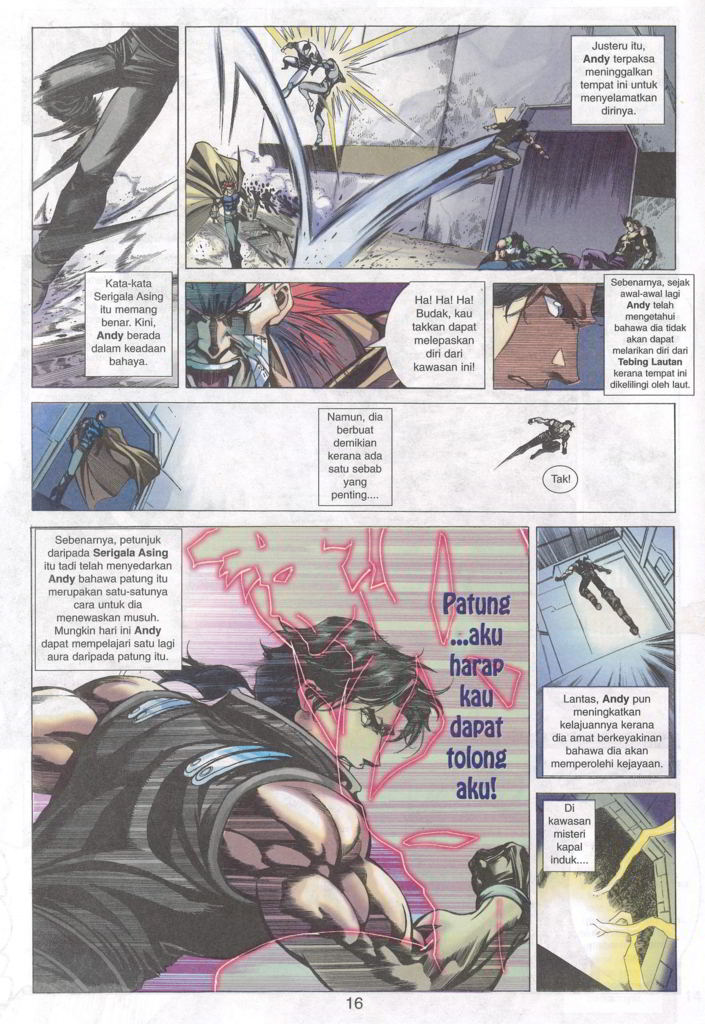 Kata-kata
Serigala Asing
itu memang
benar. Kini,
Andy berada
dalam keadaan
bahaya.
Justeru itu,
Andy terpaksa
meninggalkan
tempat ini untuk
menyelamatkan
dirinya.
Ha! Ha! Ha!
Budak, kau
takkan dapat
melepaskan
diri dari
kawasan ini!
Sebenarnya, sejak
awal-awal lagi
Andy telah
mengetahui
bahawa dia tidak
akan dapat
melarikan diri dari
Tebing Lautan
kerana tempat ini
dikelilingi oleh laut.
Namun, dia
berbuat
demikian
kerana ada
satu sebab
yang
penting....
Tak!
Sebenarnya, petunjuk
daripada Serigala Asing
itu tadi telah menyedarkan
Andy bahawa patung itu
merupakan satu-satunya
cara untuk dia
menewaskan musuh.
Mungkin hari ini Andy
dapat mempelajari satu lagi
aura daripada patung itu.
Patung
...aku
harap
kau
dapat
tolong
aku!
Lantas, Andy pun
meningkatkan
kelajuannya kerana
dia amat berkeyakinan
bahawa dia akan
memperolehi kejayaan.
Di
kawasan
misteri
kapal
induk....
16